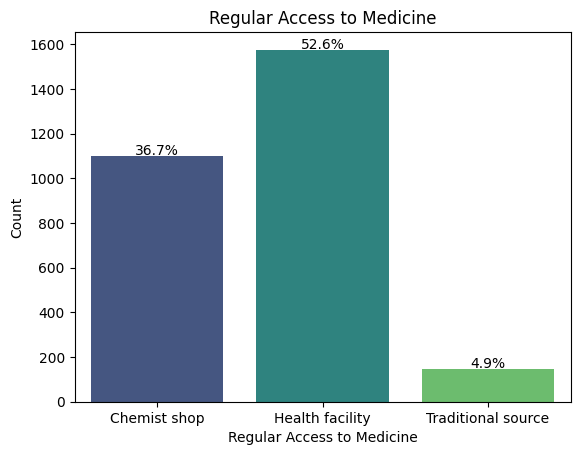 Regular Access to Medicine
52.6%
36.7%
4.9%
1600
1400
1200
1000
800
600
400
200
0
Count
Chemist shop
Health facility
Traditional source
Regular Access to Medicine